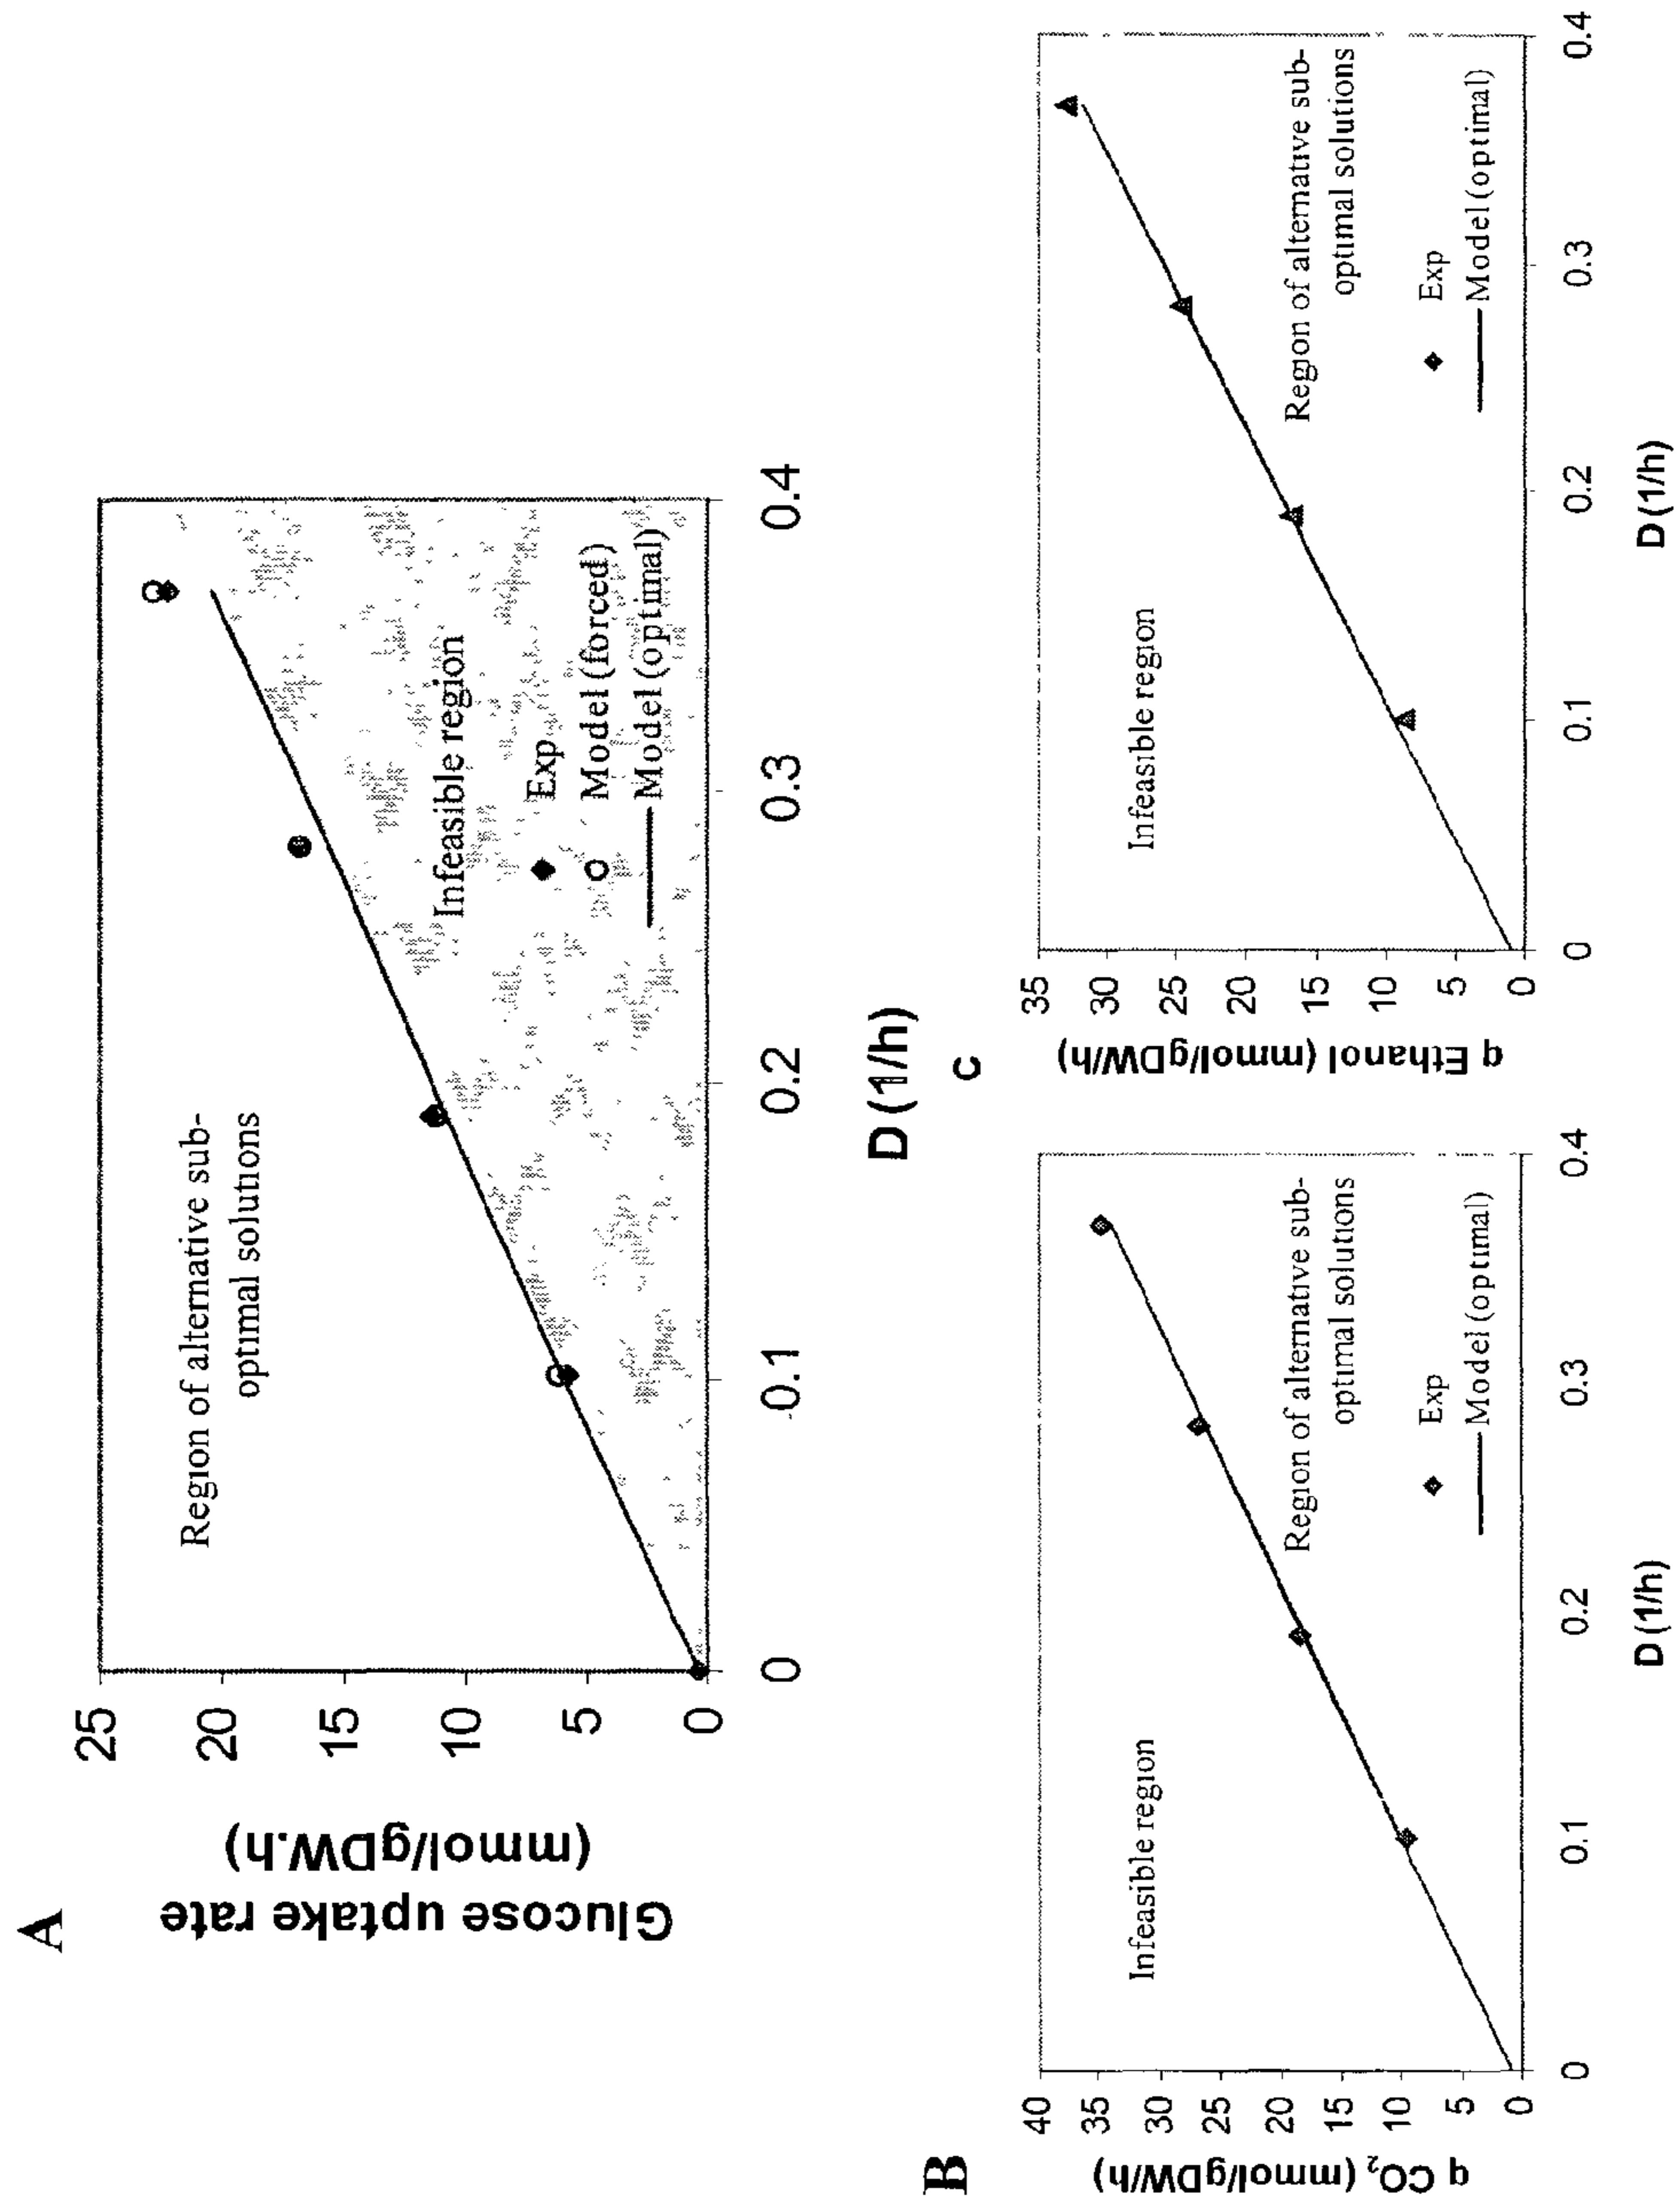 A
Glucose uptake rate
(mmol/gDW.h)
25
20
15
10
5
0
Region of alternative sub-
optimal solutions
Infeasible region
Exp
Model (forced)
Model (optimal)
0
0.1
0.2
0.3
0.4
D (1/h)
B
q CO₂ (mmol/gDW/h)
40
35
30
25
20
15
10
5
0
Infeasible region
Region of alternative sub-
optimal solutions
Exp
Model (optimal)
0
0.1
0.2
0.3
0.4
D (1/h)
C
q Ethanol (mmol/gDW/h)
35
30
25
20
15
10
5
0
Infeasible region
Region of alternative sub-
optimal solutions
Exp
Model (optimal)
0
0.1
0.2
0.3
0.4
D (1/h)